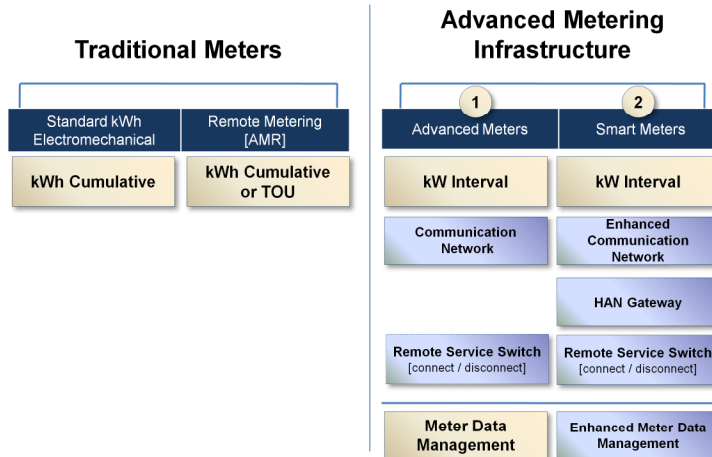 Traditional Meters
Standard kWh
Electromechanical
Remote Metering
[AMR]
kWh Cumulative
kWh Cumulative
or TOU
Advanced Metering
Infrastructure
1
2
Advanced Meters
Smart Meters
kW Interval
kW Interval
Communication
Network
Enhanced
Communication
Network
HAN Gateway
Remote Service Switch
[connect / disconnect]
Remote Service Switch
[connect / disconnect]
Meter Data
Management
Enhanced Meter Data
Management